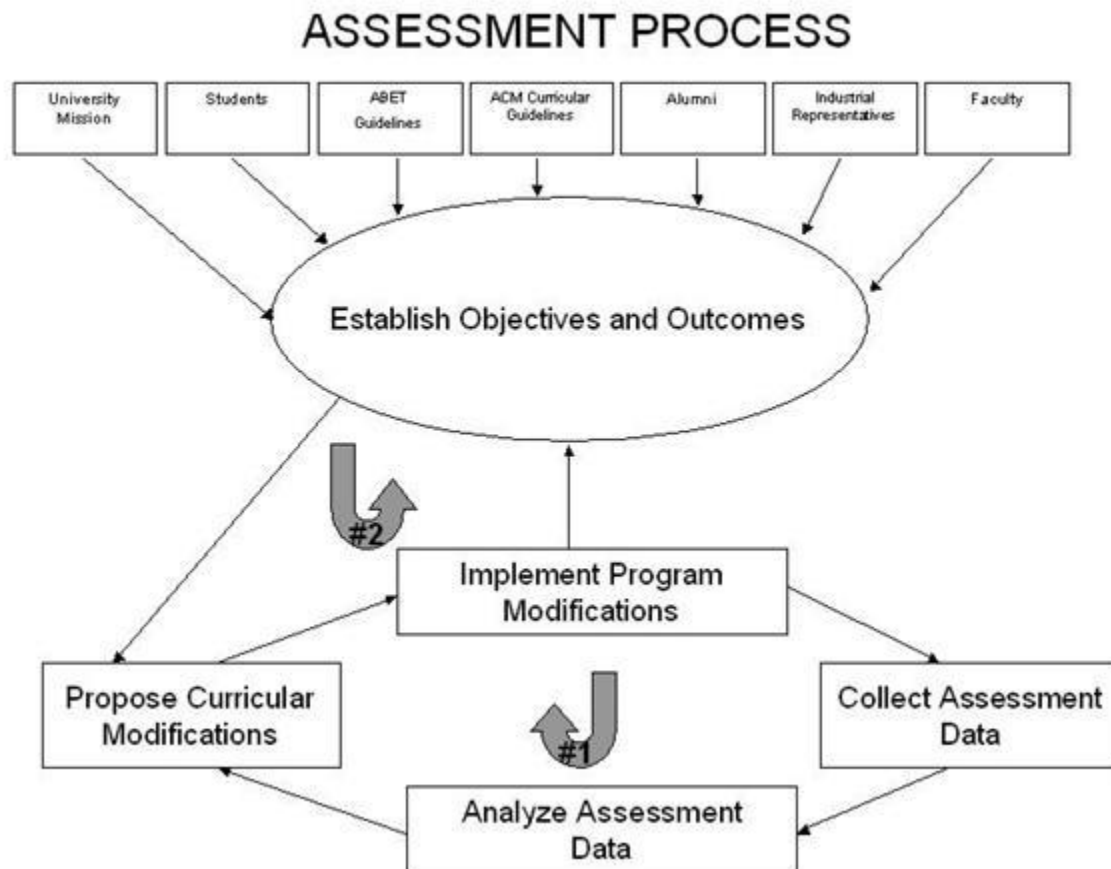 ASSESSMENT PROCESS
University
Mission
Students
ABET
Guidelines
ACM Curricular
Guidelines
Alumni
Industrial
Representatives
Faculty
Establish Objectives and Outcomes
#2
Implement Program
Modifications
Propose Curricular
Modifications
Collect Assessment
Data
#1
Analyze Assessment
Data